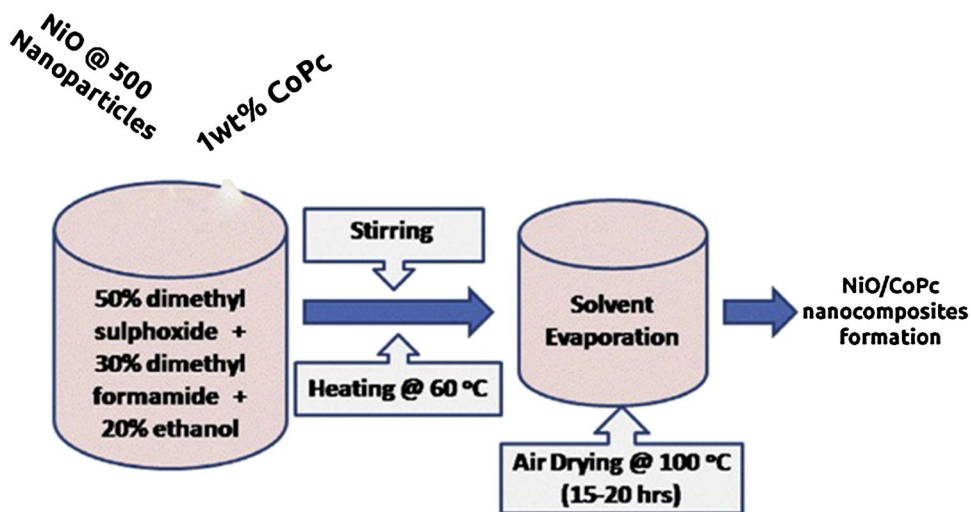 NiO @ 500
Nanoparticles
1wt% CoPc
50% dimethyl
sulphoxide +
30% dimethyl
formamide +
20% ethanol
Stirring
Heating @ 60 ºC
Solvent
Evaporation
Air Drying @ 100 ºC
(15-20 hrs)
NiO/CoPc
nanocomposites
formation